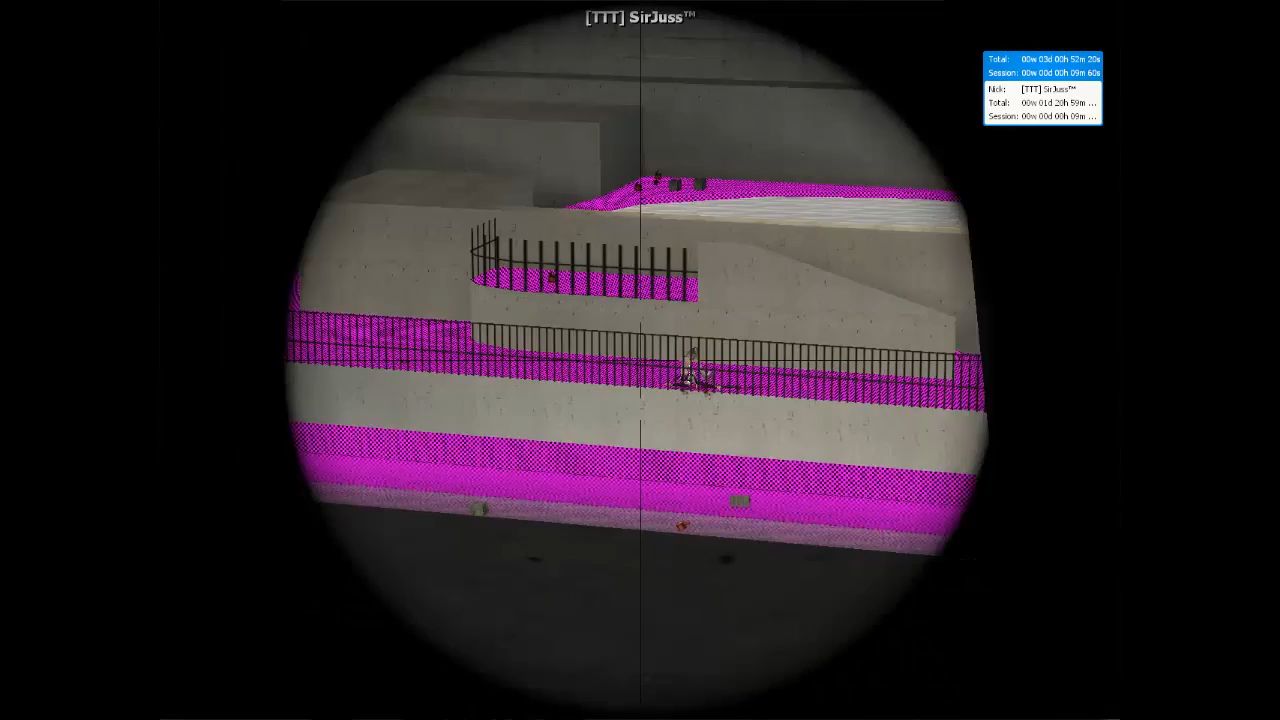 [TTT] SirJuss™
Total: 00w 03d 00h 52m 20s
Session: 00w 00d 00h 09m 60s
Nick: [TTT] SirJuss™
Total: 00w 01d 20h 59m ...
Session: 00w 00d 00h 09m ...